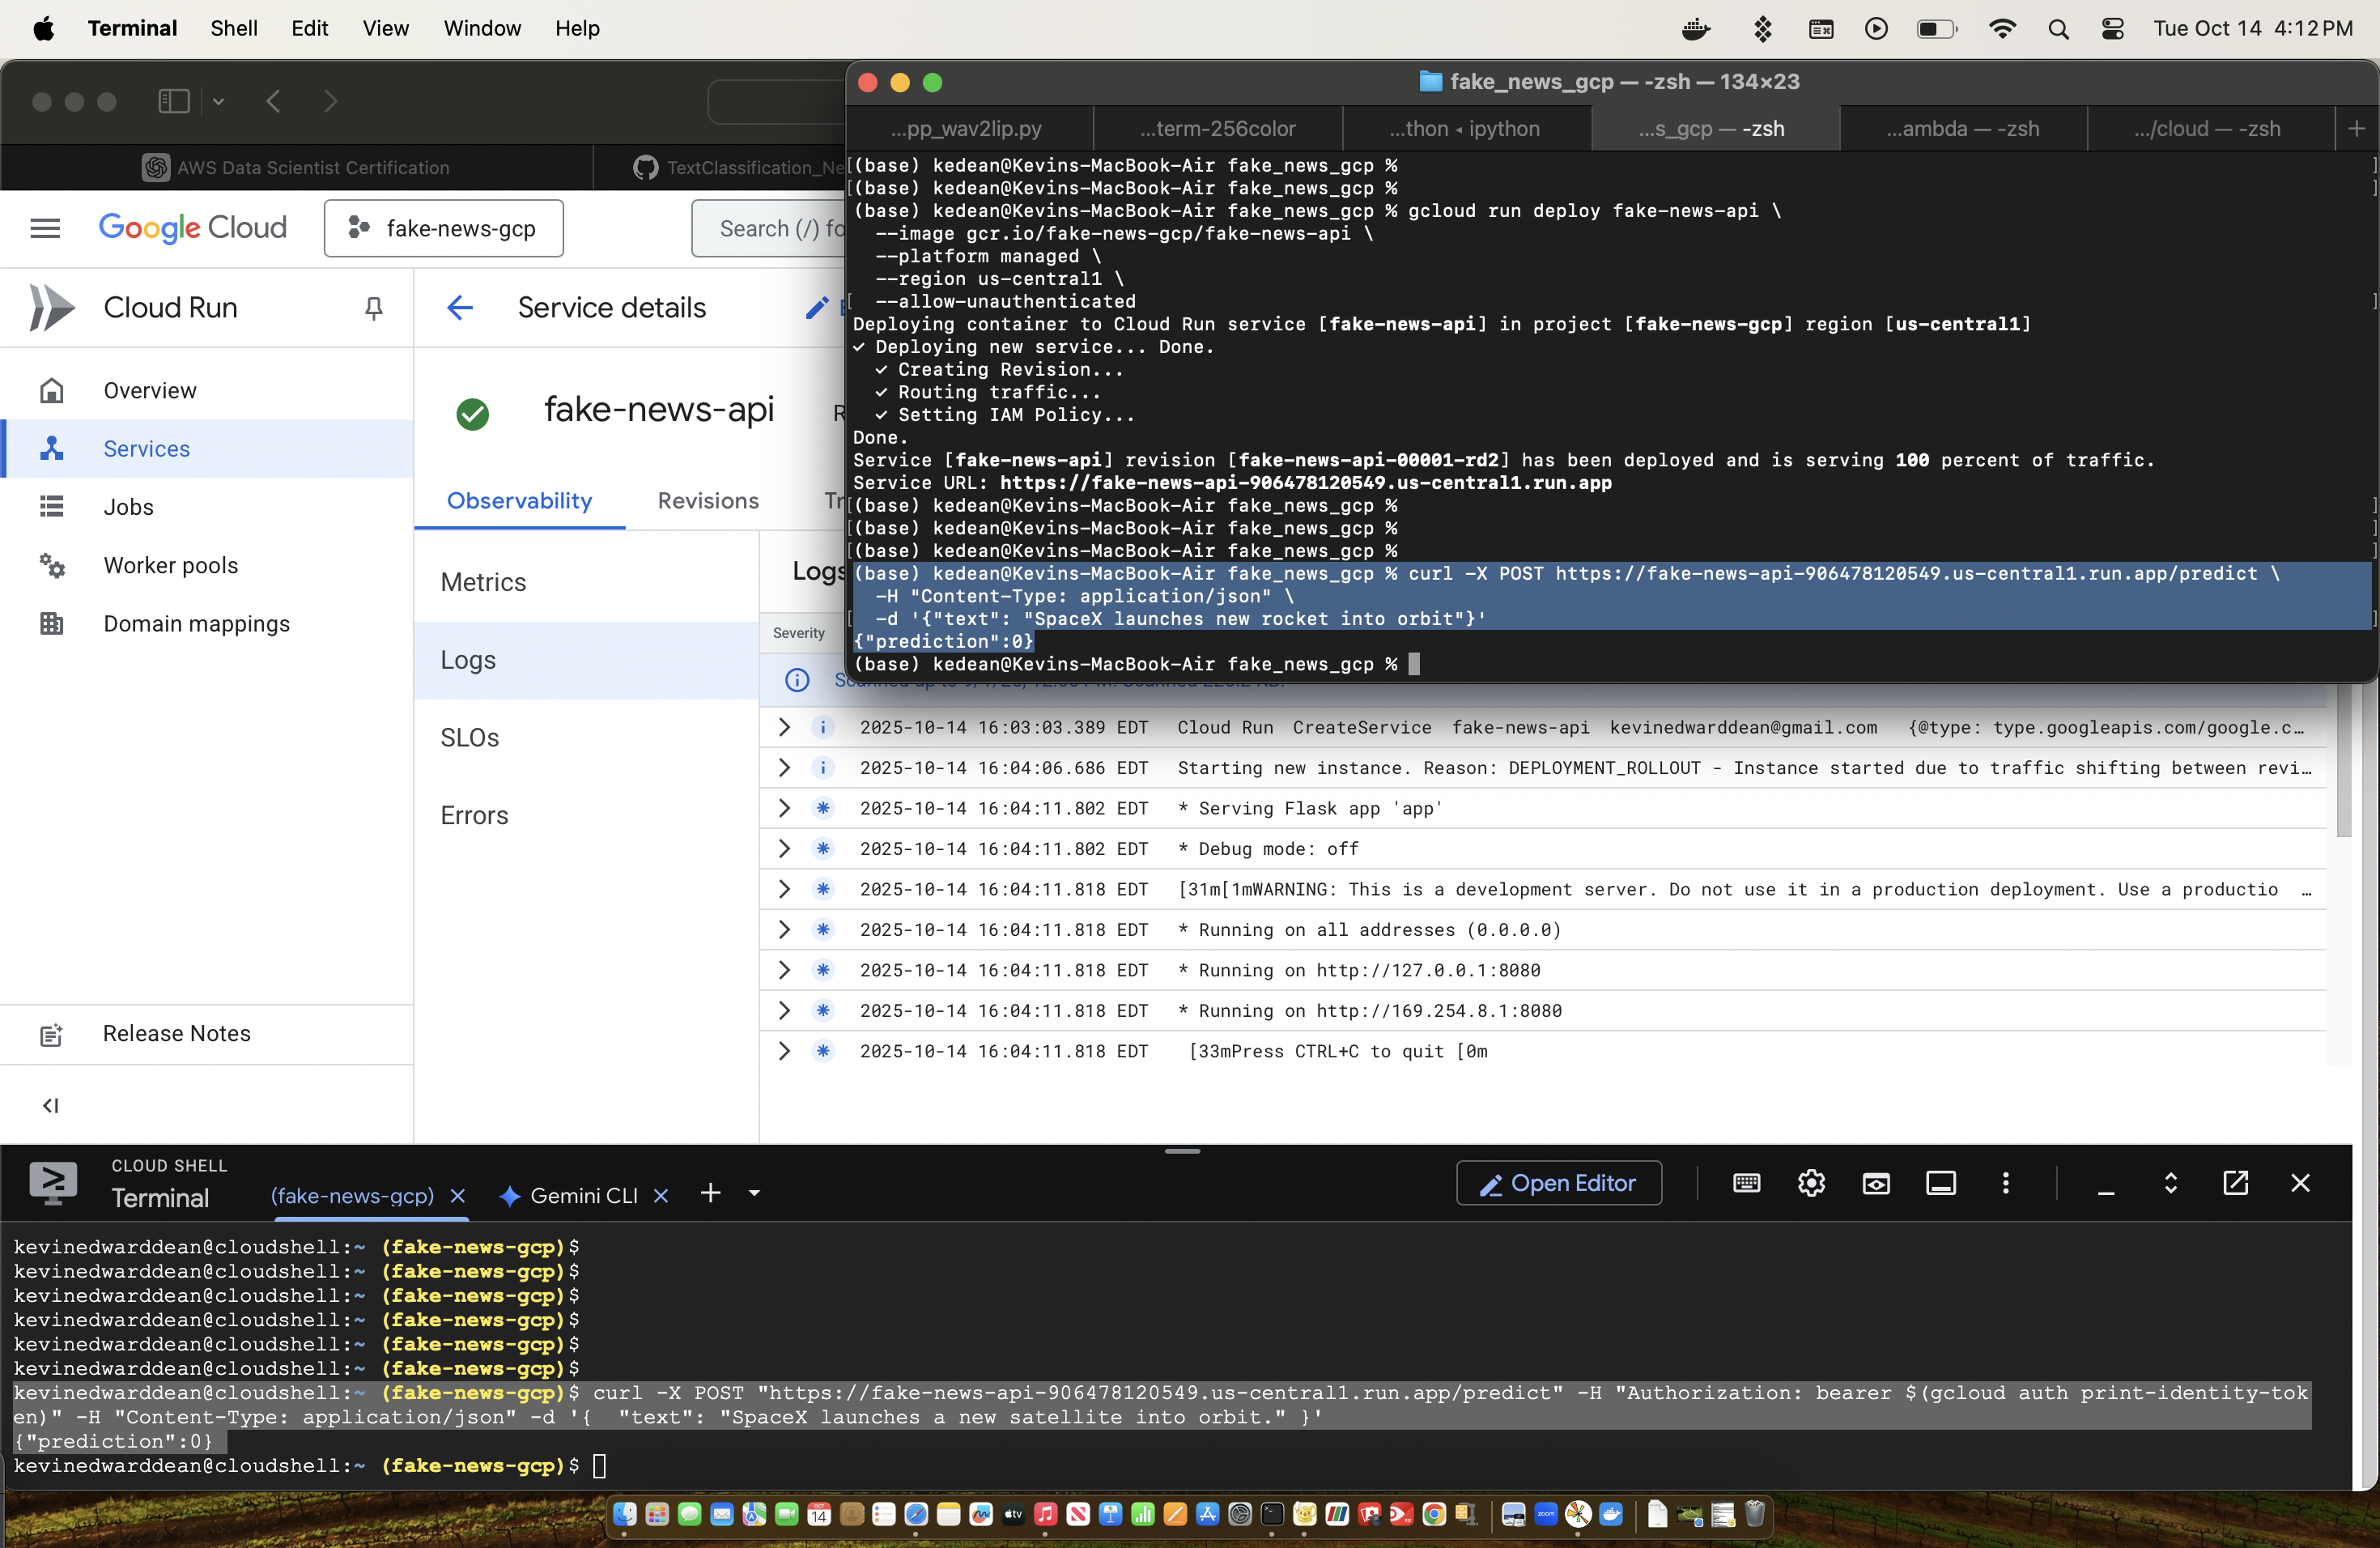 Terminal Shell Edit View Window Help
Tue Oct 14 4:12 PM
AWS Data Scientist Certification
TextClassification_Ne
fake_news_gcp — -zsh — 134×23
...pp_wav2lip.py
...term-256color
...thon ◂ ipython
...s_gcp — -zsh
...ambda — -zsh
.../cloud — -zsh
(base) kedean@Kevins-MacBook-Air fake_news_gcp %
(base) kedean@Kevins-MacBook-Air fake_news_gcp %
(base) kedean@Kevins-MacBook-Air fake_news_gcp % gcloud run deploy fake-news-api \
--image gcr.io/fake-news-gcp/fake-news-api \
--platform managed \
--region us-central1 \
--allow-unauthenticated
Deploying container to Cloud Run service [fake-news-api] in project [fake-news-gcp] region [us-central1]
✓ Deploying new service... Done.
✓ Creating Revision...
✓ Routing traffic...
✓ Setting IAM Policy...
Done.
Service [fake-news-api] revision [fake-news-api-00001-rd2] has been deployed and is serving 100 percent of traffic.
Service URL: https://fake-news-api-906478120549.us-central1.run.app
(base) kedean@Kevins-MacBook-Air fake_news_gcp %
(base) kedean@Kevins-MacBook-Air fake_news_gcp %
(base) kedean@Kevins-MacBook-Air fake_news_gcp %
(base) kedean@Kevins-MacBook-Air fake_news_gcp % curl -X POST https://fake-news-api-906478120549.us-central1.run.app/predict \
-H "Content-Type: application/json" \
-d '{"text": "SpaceX launches new rocket into orbit"}'
{"prediction":0}
(base) kedean@Kevins-MacBook-Air fake_news_gcp %
Google Cloud
fake-news-gcp
Search (/) fo
Cloud Run
Overview
Services
Jobs
Worker pools
Domain mappings
Release Notes
Service details
fake-news-api
Observability
Revisions
Tr
Metrics
Logs
SLOs
Errors
Logs
Severity
2025-10-14 16:03:03.389 EDT Cloud Run CreateService fake-news-api kevinedwarddean@gmail.com {@type: type.googleapis.com/google.c…
2025-10-14 16:04:06.686 EDT Starting new instance. Reason: DEPLOYMENT_ROLLOUT - Instance started due to traffic shifting between revi…
2025-10-14 16:04:11.802 EDT * Serving Flask app 'app'
2025-10-14 16:04:11.802 EDT * Debug mode: off
2025-10-14 16:04:11.818 EDT [31m[1mWARNING: This is a development server. Do not use it in a production deployment. Use a productio …
2025-10-14 16:04:11.818 EDT * Running on all addresses (0.0.0.0)
2025-10-14 16:04:11.818 EDT * Running on http://127.0.0.1:8080
2025-10-14 16:04:11.818 EDT * Running on http://169.254.8.1:8080
2025-10-14 16:04:11.818 EDT [33mPress CTRL+C to quit [0m
CLOUD SHELL
Terminal
(fake-news-gcp)
Gemini CLI
Open Editor
kevinedwarddean@cloudshell:~ (fake-news-gcp)$
kevinedwarddean@cloudshell:~ (fake-news-gcp)$
kevinedwarddean@cloudshell:~ (fake-news-gcp)$
kevinedwarddean@cloudshell:~ (fake-news-gcp)$
kevinedwarddean@cloudshell:~ (fake-news-gcp)$
kevinedwarddean@cloudshell:~ (fake-news-gcp)$
kevinedwarddean@cloudshell:~ (fake-news-gcp)$ curl -X POST "https://fake-news-api-906478120549.us-central1.run.app/predict" -H "Authorization: bearer $(gcloud auth print-identity-tok
en)" -H "Content-Type: application/json" -d '{  "text": "SpaceX launches a new satellite into orbit." }'
{"prediction":0}
kevinedwarddean@cloudshell:~ (fake-news-gcp)$
OCT
14
tv
zoom